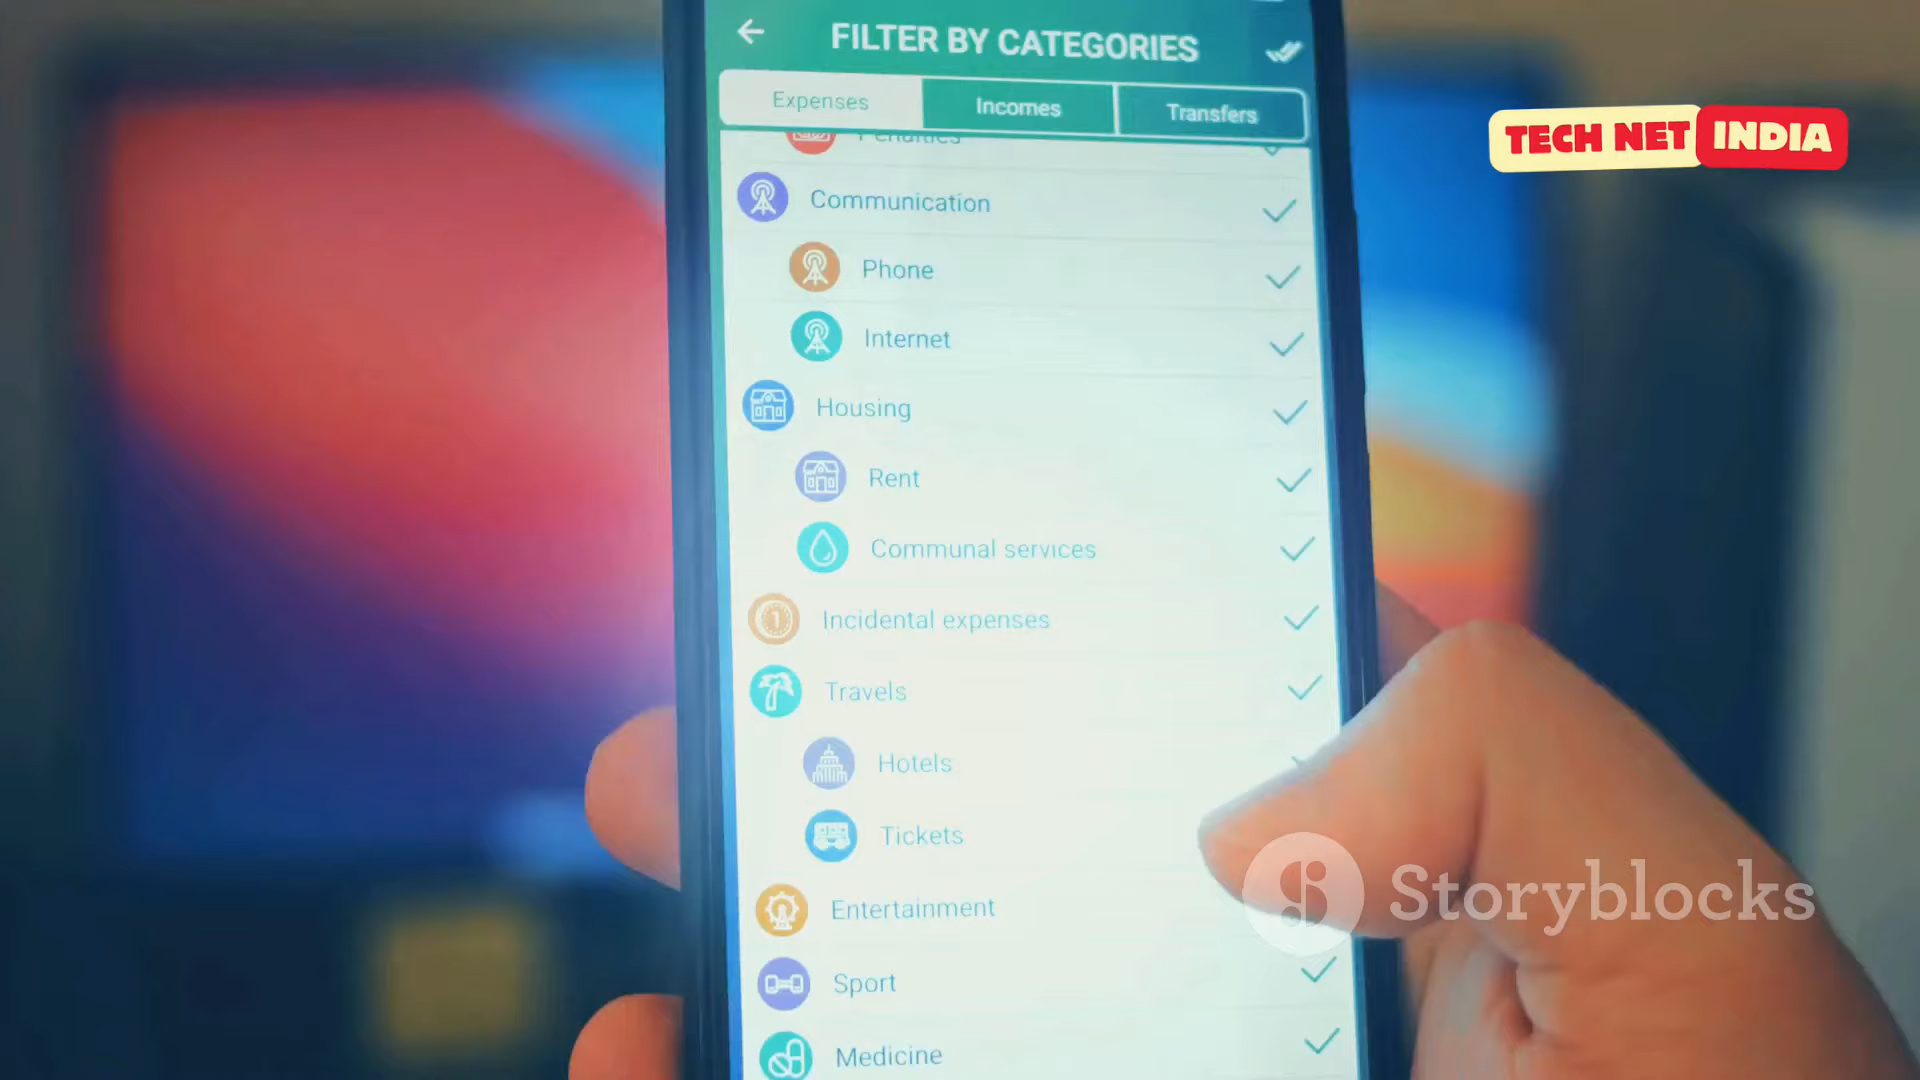 FILTER BY CATEGORIES
Expenses
Incomes
Transfers
Penalties
Communication
Phone
Internet
Housing
Rent
Communal services
Incidental expenses
Travels
Hotels
Tickets
Entertainment
Sport
Medicine
TECH NET INDIA
Storyblocks